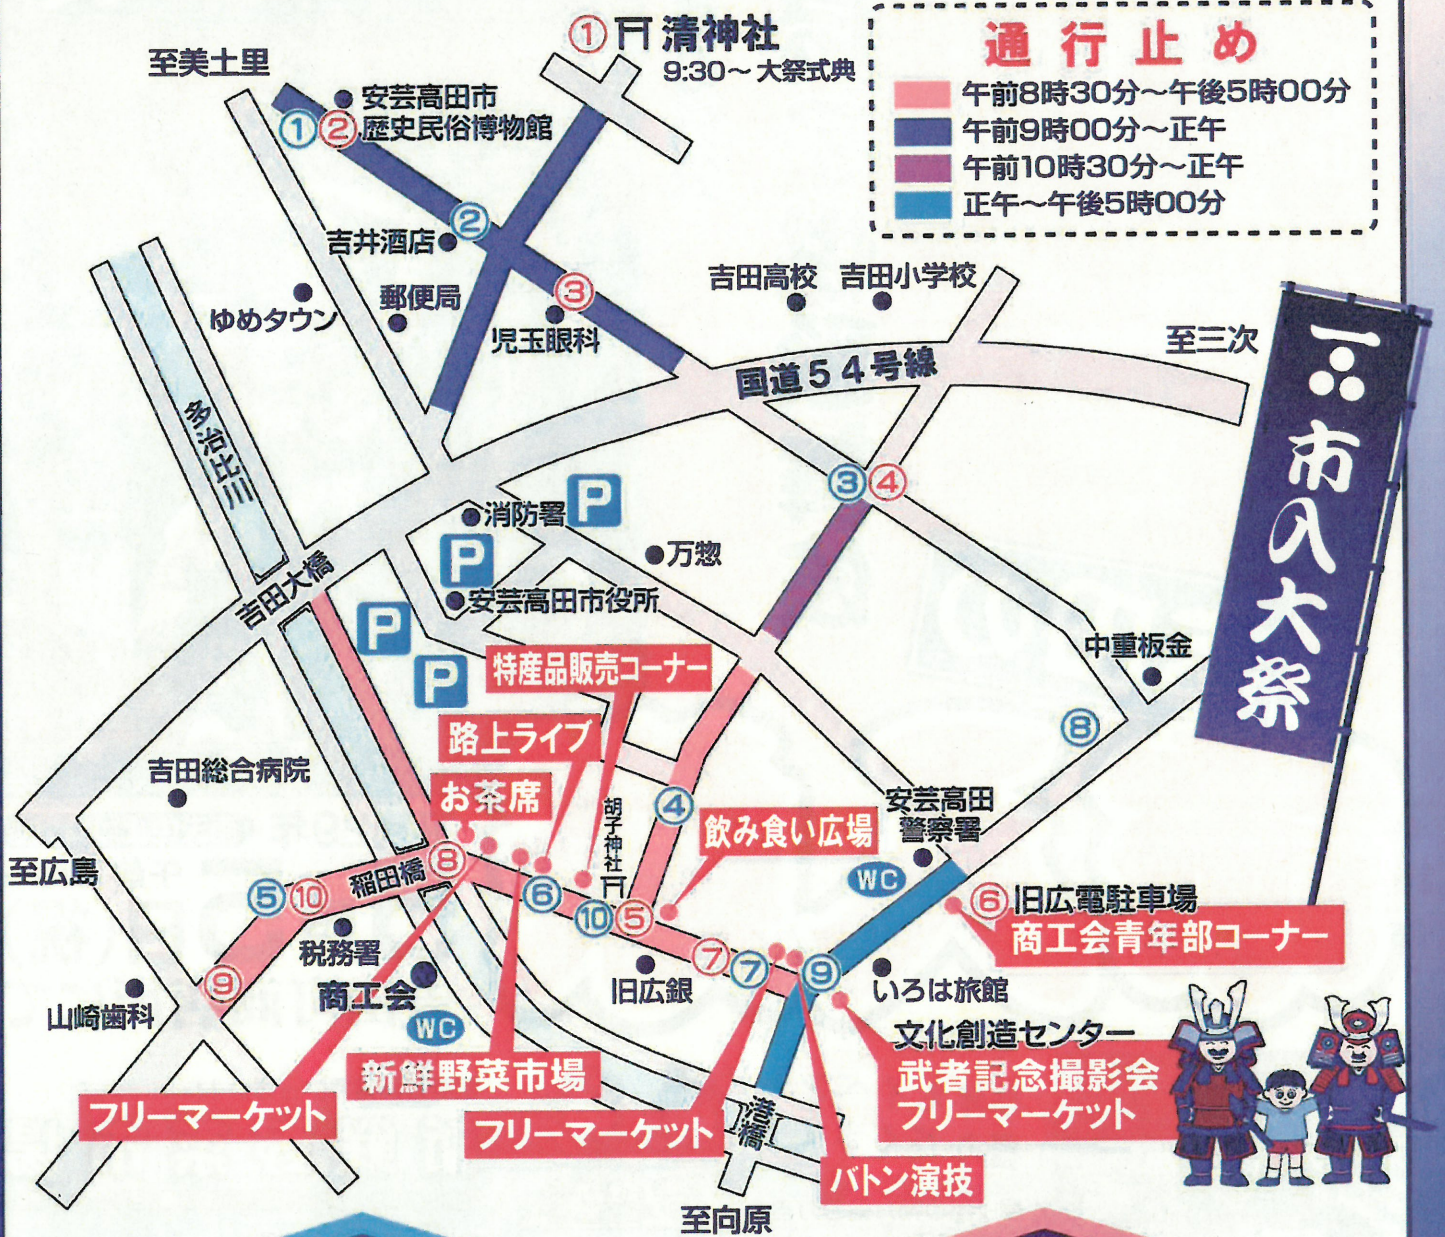 ① 清神社
9:30～大祭式典
通行止め
午前8時30分～午後5時00分
午前9時00分～正午
午前10時30分～正午
正午～午後5時00分
至美土里
安芸高田市
① ② 歴史民俗博物館
②
吉井酒店
③
児玉眼科
郵便局
ゆめタウン
吉田高校
吉田小学校
至三次
国道54号線
市入大祭
③ ④
消防署
P
万惣
P
安芸高田市役所
P
P
吉田大橋
中重板金
⑧
特産品販売コーナー
路上ライブ
お茶席
吉田総合病院
胡子神社
④
飲み食い広場
安芸高田
警察署
WC
至広島
稲田橋
⑧
⑤ ⑩
⑥
⑩ ⑤
⑦ ⑦
⑨
⑥ 旧広電駐車場
商工会青年部コーナー
税務署
⑨
商工会
WC
旧広銀
いろは旅館
山崎歯科
文化創造センター
武者記念撮影会
フリーマーケット
新鮮野菜市場
フリーマーケット
フリーマーケット
港橋
バトン演技
至向原